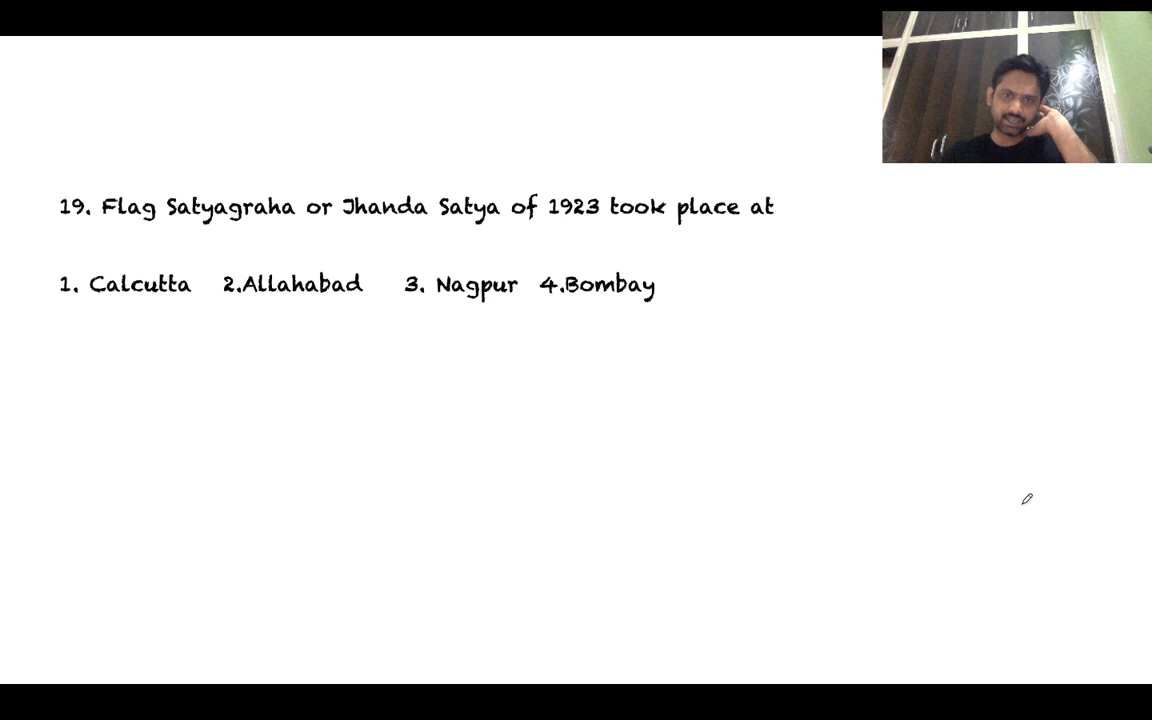 19. Flag Satyagraha or Jhanda Satya of 1923 took place at
1. Calcutta 2.Allahabad 3. Nagpur 4.Bombay